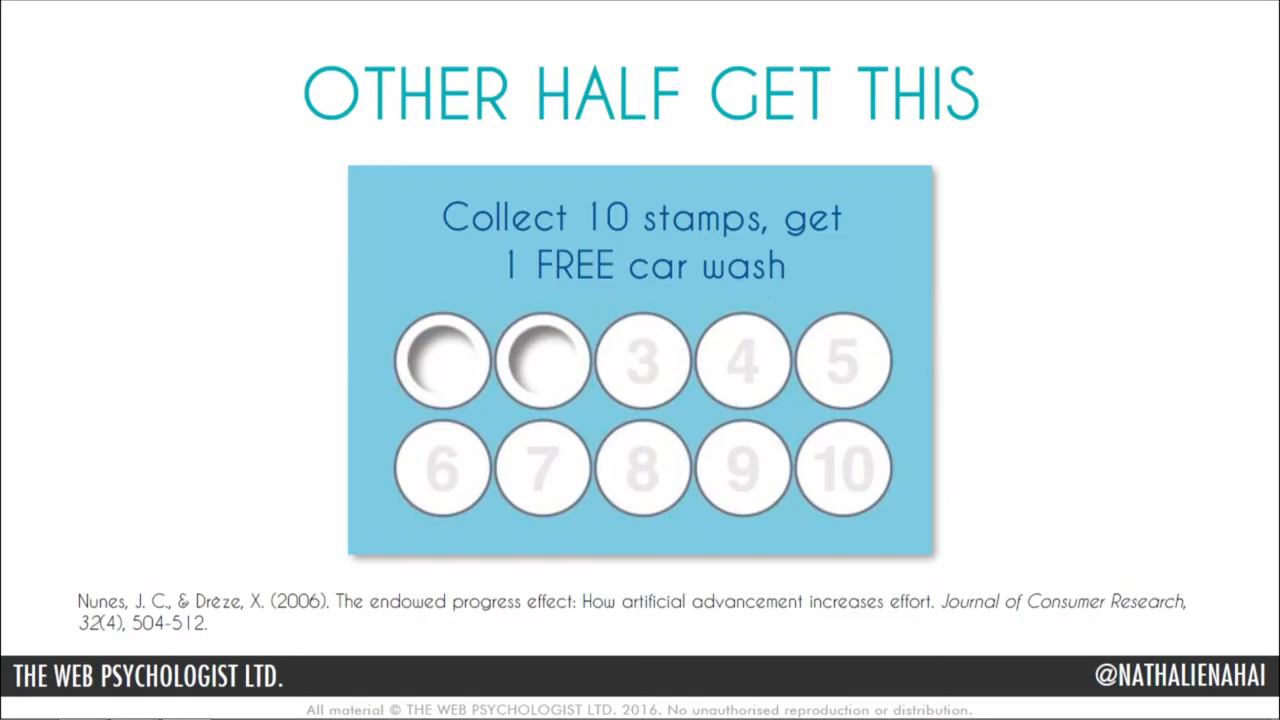 OTHER HALF GET THIS
Collect 10 stamps, get
1 FREE car wash
3 4 5
6 7 8 9 10
Nunes, J. C., & Drèze, X. (2006). The endowed progress effect: How artificial advancement increases effort. Journal of Consumer Research,
32(4), 504-512.
THE WEB PSYCHOLOGIST LTD. @NATHALIENAHAI
All material © THE WEB PSYCHOLOGIST LTD. 2016. No unauthorised reproduction or distribution.